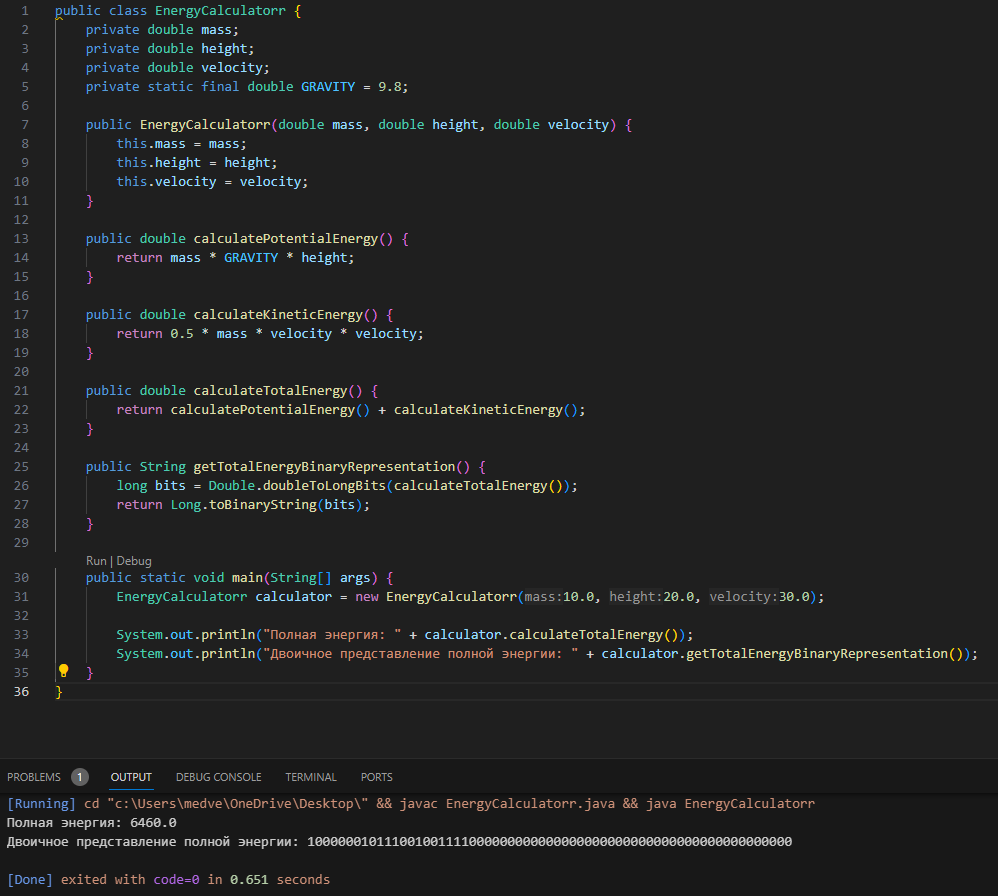 1 public class EnergyCalculatorr {
2 private double mass;
3 private double height;
4 private double velocity;
5 private static final double GRAVITY = 9.8;
6
7 public EnergyCalculatorr(double mass, double height, double velocity) {
8 this.mass = mass;
9 this.height = height;
10 this.velocity = velocity;
11 }
12
13 public double calculatePotentialEnergy() {
14 return mass * GRAVITY * height;
15 }
16
17 public double calculateKineticEnergy() {
18 return 0.5 * mass * velocity * velocity;
19 }
20
21 public double calculateTotalEnergy() {
22 return calculatePotentialEnergy() + calculateKineticEnergy();
23 }
24
25 public String getTotalEnergyBinaryRepresentation() {
26 long bits = Double.doubleToLongBits(calculateTotalEnergy());
27 return Long.toBinaryString(bits);
28 }
29
Run | Debug
30 public static void main(String[] args) {
31 EnergyCalculatorr calculator = new EnergyCalculatorr(mass:10.0, height:20.0, velocity:30.0);
32
33 System.out.println("Полная энергия: " + calculator.calculateTotalEnergy());
34 System.out.println("Двоичное представление полной энергии: " + calculator.getTotalEnergyBinaryRepresentation());
35 }
36 }
PROBLEMS 1 OUTPUT DEBUG CONSOLE TERMINAL PORTS
[Running] cd "c:\Users\medve\OneDrive\Desktop\" && javac EnergyCalculatorr.java && java EnergyCalculatorr
Полная энергия: 6460.0
Двоичное представление полной энергии: 100000010111001001111000000000000000000000000000000000000000000
[Done] exited with code=0 in 0.651 seconds